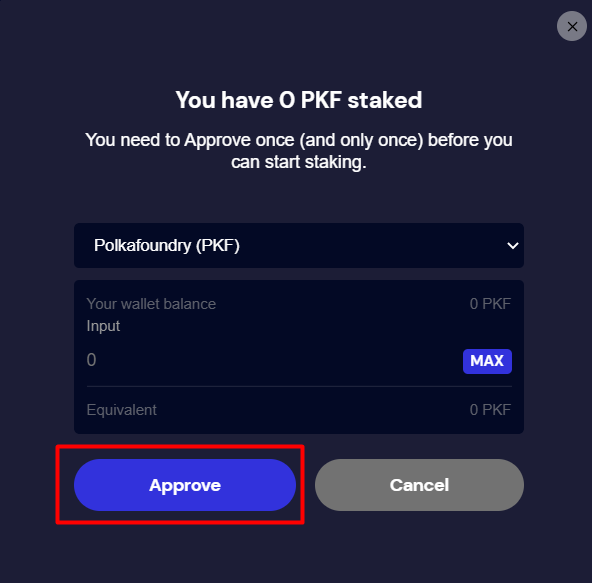 You have 0 PKF staked
You need to Approve once (and only once) before you
can start staking.
Polkafoundry (PKF)
Your wallet balance 0 PKF
Input
0 MAX
Equivalent 0 PKF
Approve Cancel